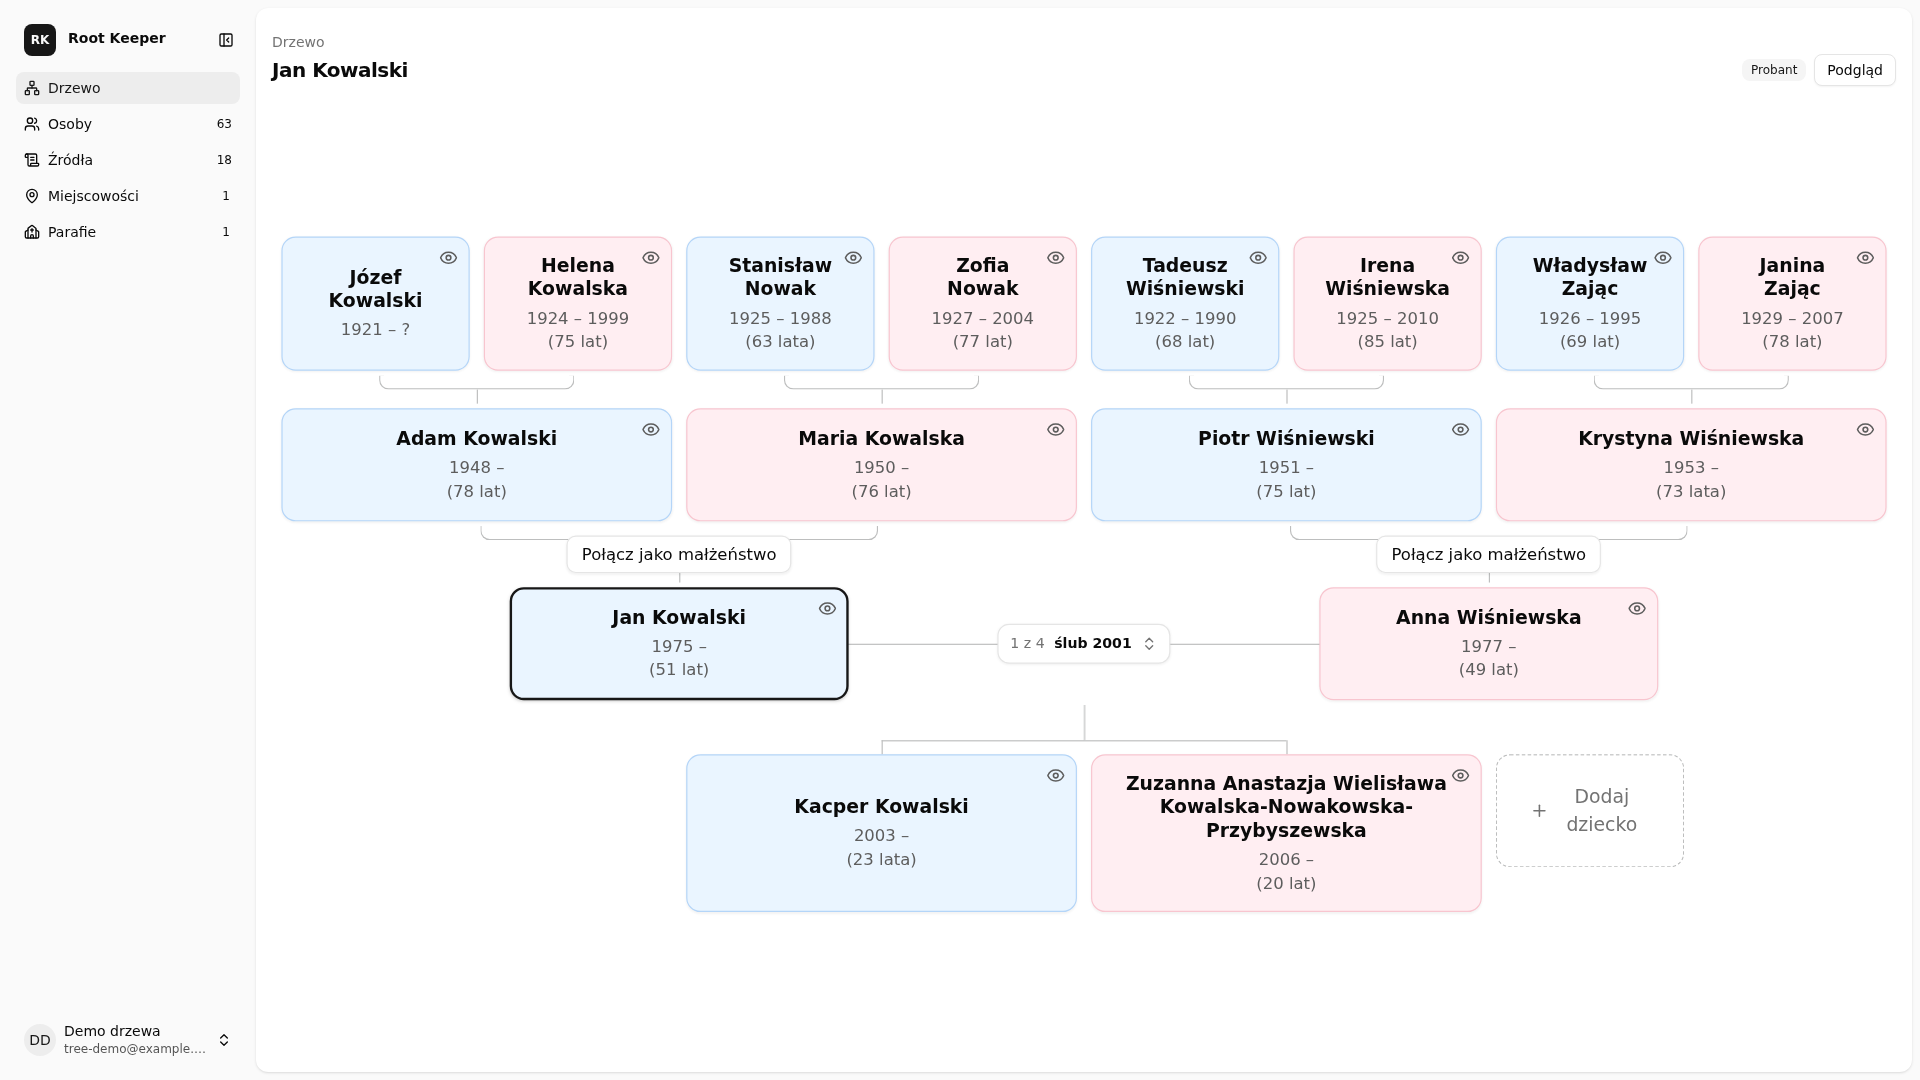 RK
Root Keeper
Drzewo
Osoby
63
Źródła
18
Miejscowości
1
Parafie
1
Drzewo
Jan Kowalski
Probant
Podgląd
Józef
Kowalski
1921 – ?
Helena
Kowalska
1924 – 1999
(75 lat)
Stanisław
Nowak
1925 – 1988
(63 lata)
Zofia
Nowak
1927 – 2004
(77 lat)
Tadeusz
Wiśniewski
1922 – 1990
(68 lat)
Irena
Wiśniewska
1925 – 2010
(85 lat)
Władysław
Zając
1926 – 1995
(69 lat)
Janina
Zając
1929 – 2007
(78 lat)
Adam Kowalski
1948 –
(78 lat)
Maria Kowalska
1950 –
(76 lat)
Piotr Wiśniewski
1951 –
(75 lat)
Krystyna Wiśniewska
1953 –
(73 lata)
Połącz jako małżeństwo
Połącz jako małżeństwo
Jan Kowalski
1975 –
(51 lat)
1 z 4 ślub 2001
Anna Wiśniewska
1977 –
(49 lat)
Kacper Kowalski
2003 –
(23 lata)
Zuzanna Anastazja Wielisława
Kowalska-Nowakowska-
Przybyszewska
2006 –
(20 lat)
Dodaj
dziecko
DD
Demo drzewa
tree-demo@example.…